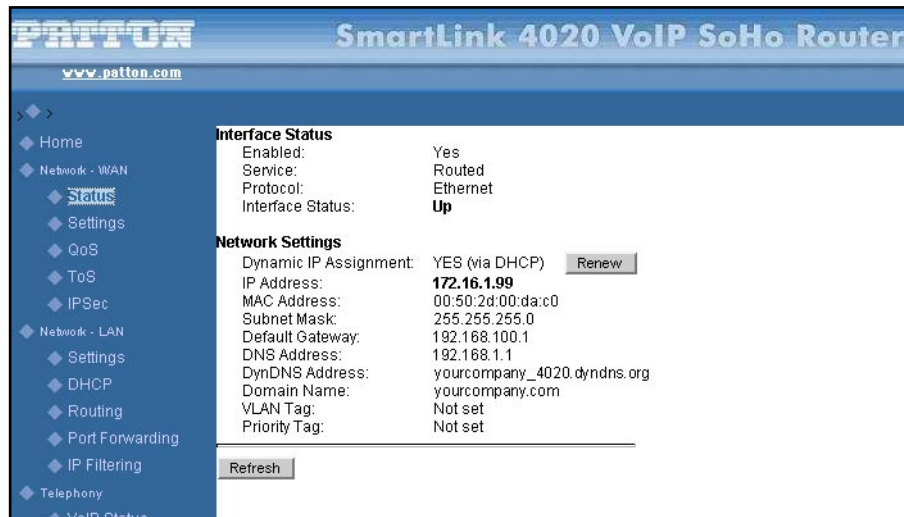 PATTON
SmartLink 4020 VoIP SoHo Router
www.patton.com
> >
Home
Network - WAN
Status
Settings
QoS
ToS
IPSec
Network - LAN
Settings
DHCP
Routing
Port Forwarding
IP Filtering
Telephony
VoIP Status
Interface Status
Enabled: Yes
Service: Routed
Protocol: Ethernet
Interface Status: Up
Network Settings
Dynamic IP Assignment: YES (via DHCP) Renew
IP Address: 172.16.1.99
MAC Address: 00:50:2d:00:da:c0
Subnet Mask: 255.255.255.0
Default Gateway: 192.168.100.1
DNS Address: 192.168.1.1
DynDNS Address: yourcompany_4020.dyndns.org
Domain Name: yourcompany.com
VLAN Tag: Not set
Priority Tag: Not set
Refresh